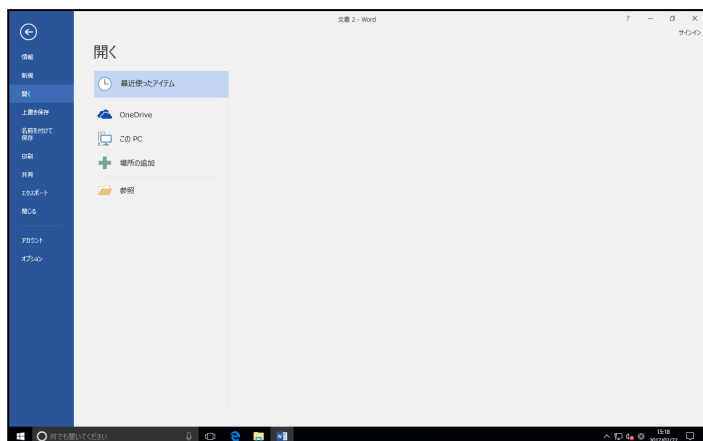 文書 2 - Word
?
サインイン
情報
新規
開く
上書き保存
名前を付けて
保存
印刷
共有
エクスポート
閉じる
アカウント
オプション
開く
最近使ったアイテム
OneDrive
この PC
場所の追加
参照
何でも聞いてください
15:18